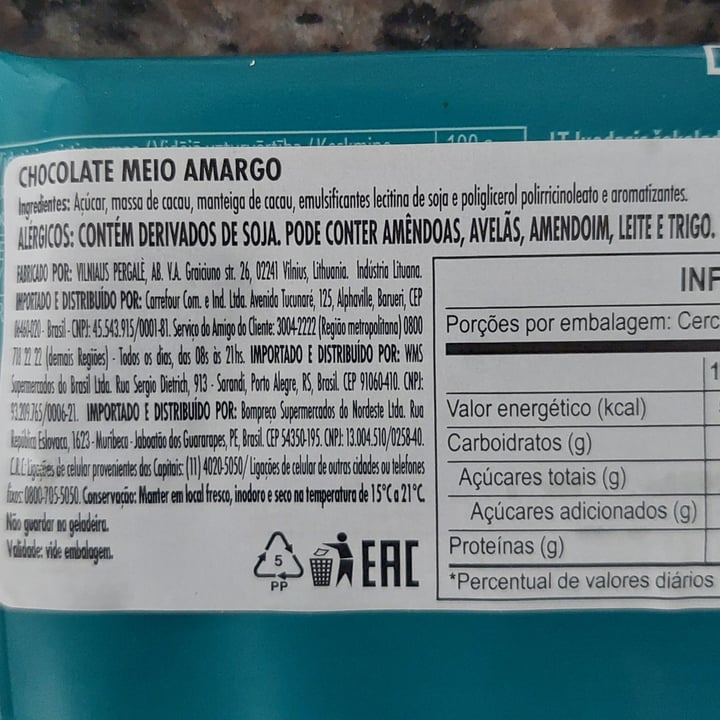 100 g
CHOCOLATE MEIO AMARGO
Ingredientes: Açúcar, massa de cacau, manteiga de cacau, emulsificantes lecitina de soja e poliglicerol polirricinoleato e aromatizantes.
ALÉRGICOS: CONTÉM DERIVADOS DE SOJA. PODE CONTER AMÊNDOAS, AVELÃS, AMENDOIM, LEITE E TRIGO.
FABRICADO POR: VILNIAUS PERGALĖ, AB. V.A. Graičiuno str. 26, 02241 Vilnius, Lithuania. Indústria Lituana.
IMPORTADO E DISTRIBUÍDO POR: Carrefour Com. e Ind. Ltda. Avenida Tucunaré, 125, Alphaville, Barueri, CEP
06460-020 - Brasil - CNPJ: 45.543.915/0001-81. Serviço do Amigo do Cliente: 3004-2222 (Região metropolitana) 0800
718 22 22 (demais Regiões) - Todos os dias, das 08h às 21hs. IMPORTADO E DISTRIBUÍDO POR: WMS
Supermercados do Brasil Ltda. Rua Sergio Dietrich, 913 - Sarandi, Porto Alegre, RS, Brasil. CEP 91060-410. CNPJ:
93.209.765/0006-21. IMPORTADO E DISTRIBUÍDO POR: Bompreço Supermercados do Nordeste Ltda. Rua
República Eslovaca, 1623 - Muribeca - Jaboatão dos Guararapes, PE, Brasil. CEP 54350-195. CNPJ: 13.004.510/0258-40.
C.R.C. Ligações de celular provenientes das Capitais: (11) 4020-5050/ Ligações de celular de outras cidades ou telefones
fixos: 0800-705-5050. Conservação: Manter em local fresco, inodoro e seco na temperatura de 15°C a 21°C.
Não guardar na geladeira.
Validade: vide embalagem.
5
PP
EAC
INF
Porções por embalagem: Cerc
1
Valor energético (kcal)
Carboidratos (g)
Açúcares totais (g)
Açúcares adicionados (g)
Proteínas (g)
*Percentual de valores diários